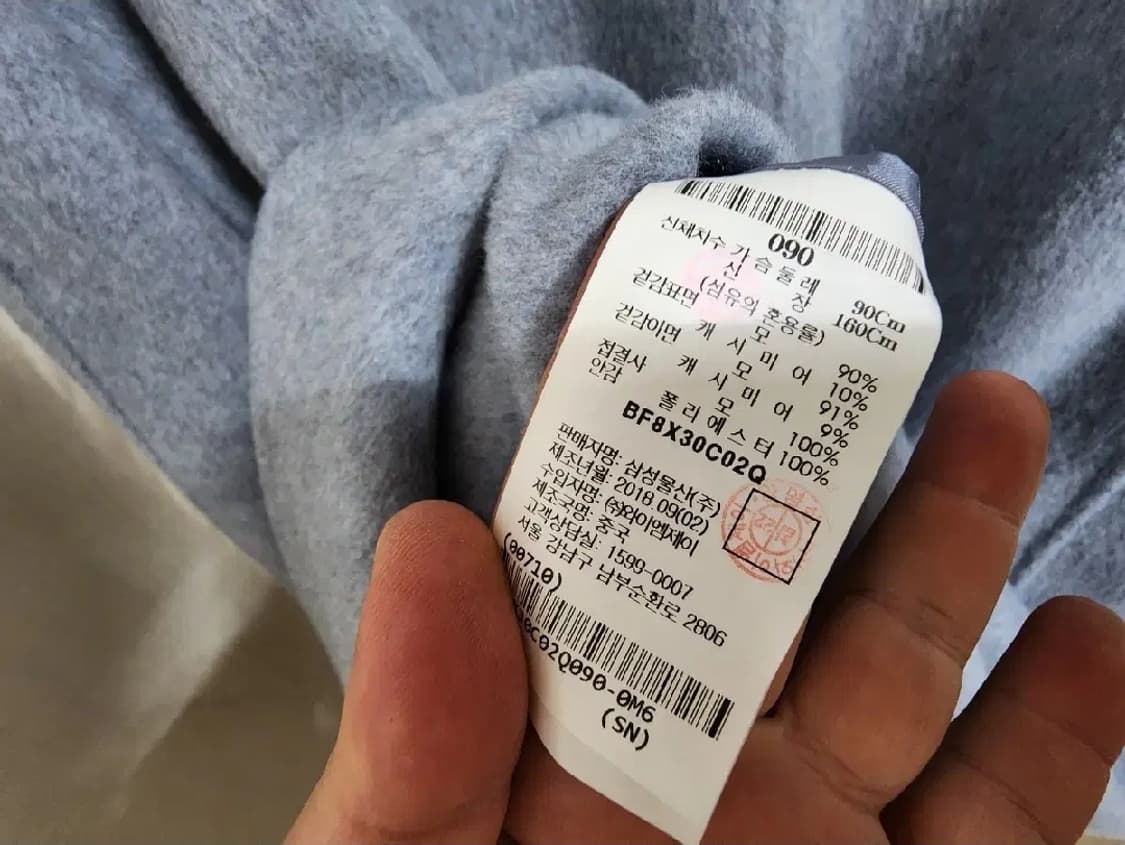 090
신체치수 가슴둘레 90Cm
신 장 160Cm
(섬유의 혼용률)
겉감표면 캐 시 미 어 90%
모 10%
겉감이면 캐 시 미 어 91%
모 9%
접결사 모 100%
안감 폴리에스터 100%
BF8X30C02Q
판매자명: 삼성물산(주)
제조년월: 2018.09(02)
수입자명: ㈜와이엠제이
제조국명: 중국
고객상담실: 1599-0007
서울 강남구 남부순환로 2806
(00710)
C02Q090-0M6
(SN)